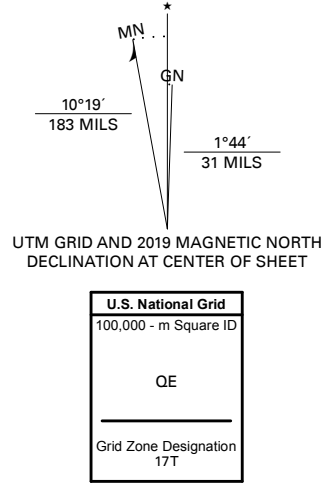 ★
MN
GN
10°19´
183 MILS
1°44´
31 MILS
UTM GRID AND 2019 MAGNETIC NORTH
DECLINATION AT CENTER OF SHEET
U.S. National Grid
100,000 - m Square ID
QE
Grid Zone Designation
17T